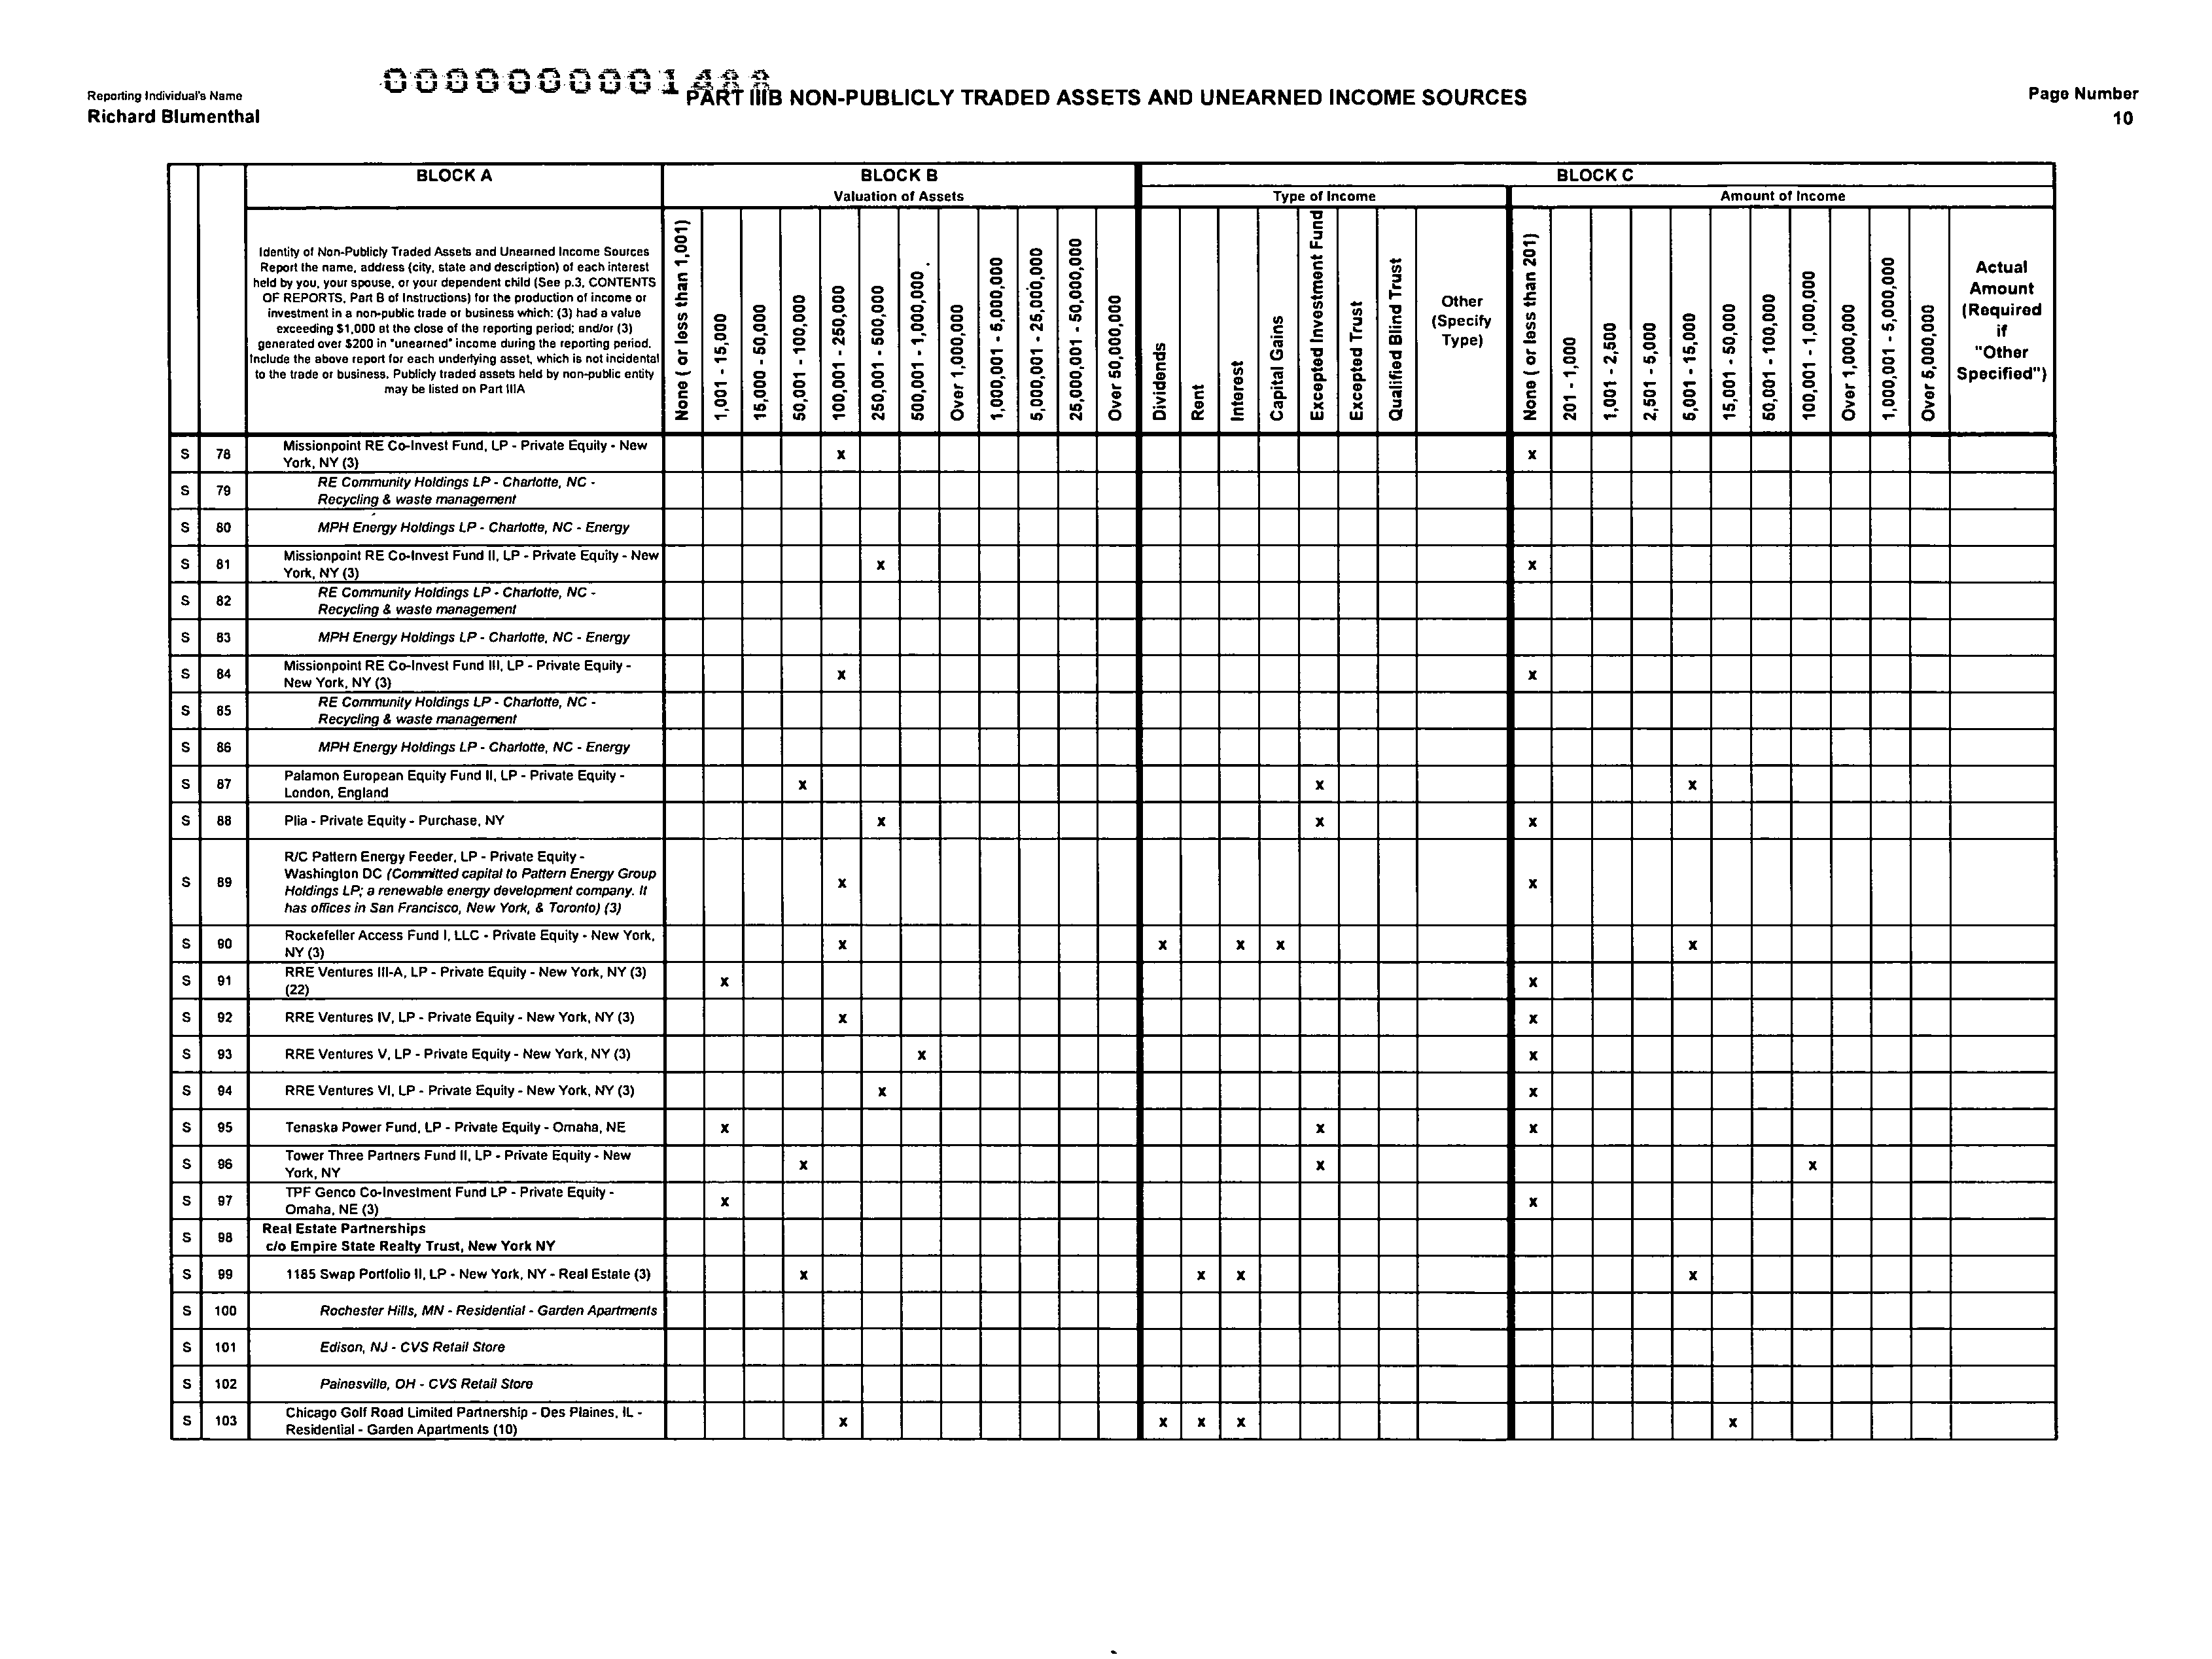 Reporting Individual's Name
Richard Blumenthal
PART IIIB NON-PUBLICLY TRADED ASSETS AND UNEARNED INCOME SOURCES
Page Number
10
BLOCK A
BLOCK B
BLOCK C
Valuation of Assets
Type of Income
Amount of Income
Identity of Non-Publicly Traded Assets and Unearned Income Sources
Report the name, address (city, state and description) of each interest
held by you, your spouse, or your dependent child (See p.3, CONTENTS
OF REPORTS, Part B of Instructions) for the production of income or
investment in a non-public trade or business which: (3) had a value
exceeding $1,000 at the close of the reporting period; and/or (3)
generated over $200 in "unearned" income during the reporting period.
Include the above report for each underlying asset, which is not incidental
to the trade or business. Publicly traded assets held by non-public entity
may be listed on Part IIIA
None ( or less than 1,001)
1,001 - 15,000
15,000 - 50,000
50,001 - 100,000
100,001 - 250,000
250,001 - 500,000
500,001 - 1,000,000
Over 1,000,000
1,000,001 - 5,000,000
5,000,001 - 25,000,000
25,000,001 - 50,000,000
Over 50,000,000
Dividends
Rent
Interest
Capital Gains
Excepted Investment Fund
Excepted Trust
Qualified Blind Trust
Other
(Specify
Type)
None ( or less than 201)
201 - 1,000
1,001 - 2,500
2,501 - 5,000
5,001 - 15,000
15,001 - 50,000
50,001 - 100,000
100,001 - 1,000,000
Over 1,000,000
1,000,001 - 5,000,000
Over 5,000,000
Actual
Amount
(Required
if
"Other
Specified")
S 78 Missionpoint RE Co-Invest Fund, LP - Private Equity - New
York, NY (3) x x
S 79 RE Community Holdings LP - Charlotte, NC -
Recycling & waste management
S 80 MPH Energy Holdings LP - Charlotte, NC - Energy
S 81 Missionpoint RE Co-Invest Fund II, LP - Private Equity - New
York, NY (3) x x
S 82 RE Community Holdings LP - Charlotte, NC -
Recycling & waste management
S 83 MPH Energy Holdings LP - Charlotte, NC - Energy
S 84 Missionpoint RE Co-Invest Fund III, LP - Private Equity -
New York, NY (3) x x
S 85 RE Community Holdings LP - Charlotte, NC -
Recycling & waste management
S 86 MPH Energy Holdings LP - Charlotte, NC - Energy
S 87 Palamon European Equity Fund II, LP - Private Equity -
London, England x x x
S 88 Plia - Private Equity - Purchase, NY x x x
S 89 R/C Pattern Energy Feeder, LP - Private Equity -
Washington DC (Committed capital to Pattern Energy Group
Holdings LP; a renewable energy development company. It
has offices in San Francisco, New York, & Toronto) (3) x x
S 90 Rockefeller Access Fund I, LLC - Private Equity - New York,
NY (3) x x x x x
S 91 RRE Ventures III-A, LP - Private Equity - New York, NY (3)
(22) x x
S 92 RRE Ventures IV, LP - Private Equity - New York, NY (3) x x
S 93 RRE Ventures V, LP - Private Equity - New York, NY (3) x x
S 94 RRE Ventures VI, LP - Private Equity - New York, NY (3) x x
S 95 Tenaska Power Fund, LP - Private Equity - Omaha, NE x x x
S 96 Tower Three Partners Fund II, LP - Private Equity - New
York, NY x x x
S 97 TPF Genco Co-Investment Fund LP - Private Equity -
Omaha, NE (3) x x
S 98 Real Estate Partnerships
c/o Empire State Realty Trust, New York NY
S 99 1185 Swap Portfolio II, LP - New York, NY - Real Estate (3) x x x x
S 100 Rochester Hills, MN - Residential - Garden Apartments
S 101 Edison, NJ - CVS Retail Store
S 102 Painesville, OH - CVS Retail Store
S 103 Chicago Golf Road Limited Partnership - Des Plaines, IL -
Residential - Garden Apartments (10) x x x x x